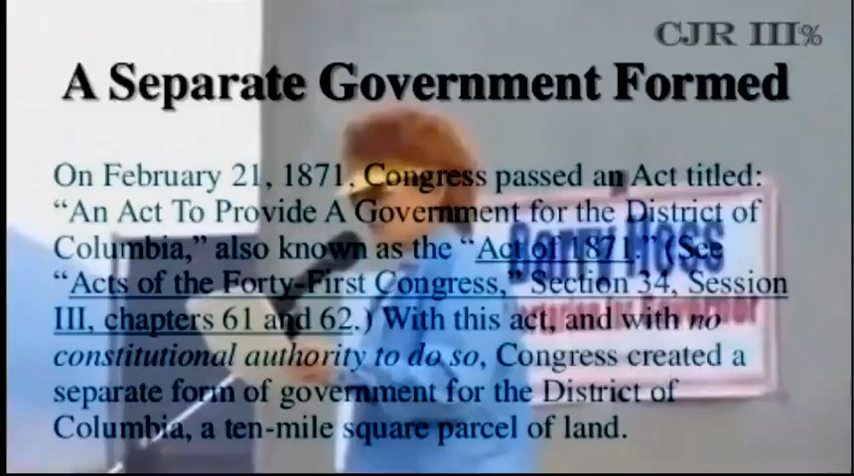 CJR III%
A Separate Government Formed
On February 21, 1871, Congress passed an Act titled:
“An Act To Provide A Government for the District of
Columbia,” also known as the “Act of 1871.” (See
“Acts of the Forty-First Congress,” Section 34, Session
III, chapters 61 and 62.) With this act, and with no
constitutional authority to do so, Congress created a
separate form of government for the District of
Columbia, a ten-mile square parcel of land.
Barry Hess
Governor